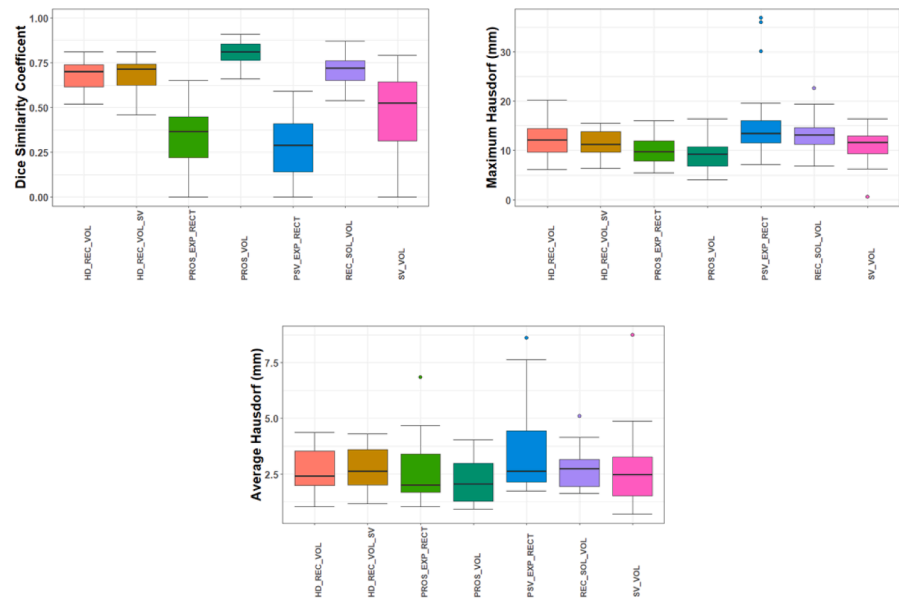 Dice Similarity Coefficent
1.00
0.75
0.50
0.25
0.00
HD_REC_VOL
HD_REC_VOL_SV
PROS_EXP_RECT
PROS_VOL
PSV_EXP_RECT
REC_SOL_VOL
SV_VOL
Maximim Hausdorf (mm)
30
20
10
0
HD_REC_VOL
HD_REC_VOL_SV
PROS_EXP_RECT
PROS_VOL
PSV_EXP_RECT
REC_SOL_VOL
SV_VOL
Average Hausdorf (mm)
7.5
5.0
2.5
HD_REC_VOL
HD_REC_VOL_SV
PROS_EXP_RECT
PROS_VOL
PSV_EXP_RECT
REC_SOL_VOL
SV_VOL